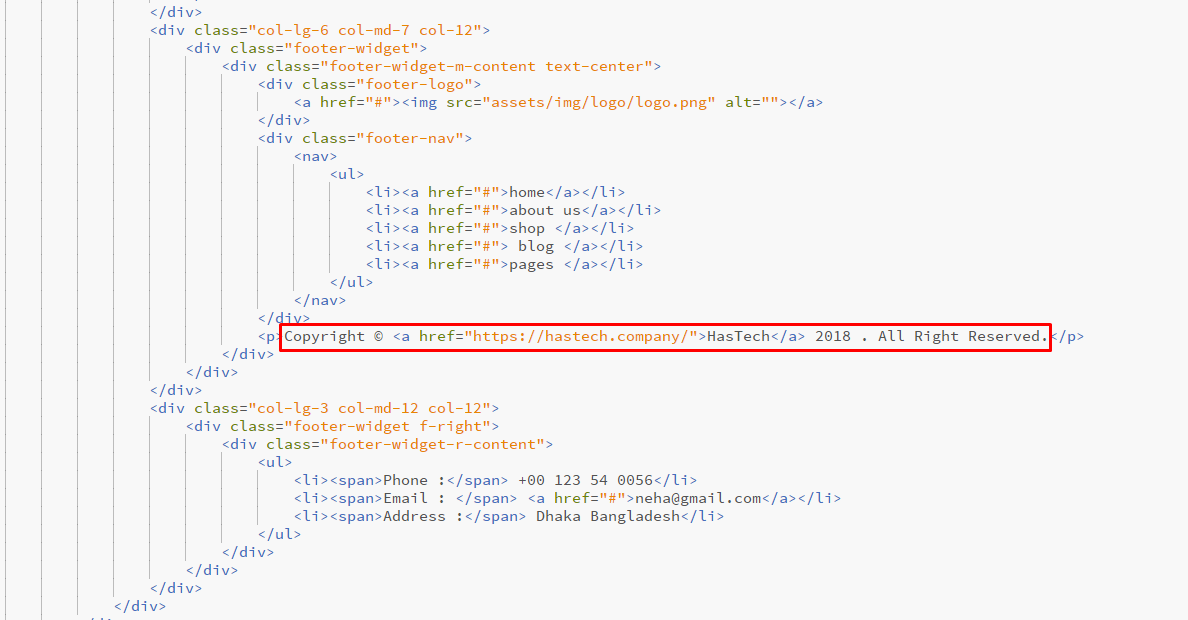 </div>
<div class="col-lg-6 col-md-7 col-12">
<div class="footer-widget">
<div class="footer-widget-m-content text-center">
<div class="footer-logo">
<a href="#"><img src="assets/img/logo/logo.png" alt=""></a>
</div>
<div class="footer-nav">
<nav>
<ul>
<li><a href="#">home</a></li>
<li><a href="#">about us</a></li>
<li><a href="#">shop </a></li>
<li><a href="#"> blog </a></li>
<li><a href="#">pages </a></li>
</ul>
</nav>
</div>
<p>Copyright © <a href="https://hastech.company/">HasTech</a> 2018 . All Right Reserved.</p>
</div>
</div>
</div>
<div class="col-lg-3 col-md-12 col-12">
<div class="footer-widget f-right">
<div class="footer-widget-r-content">
<ul>
<li><span>Phone :</span> +00 123 54 0056</li>
<li><span>Email : </span> <a href="#">neha@gmail.com</a></li>
<li><span>Address :</span> Dhaka Bangladesh</li>
</ul>
</div>
</div>
</div>
</div>